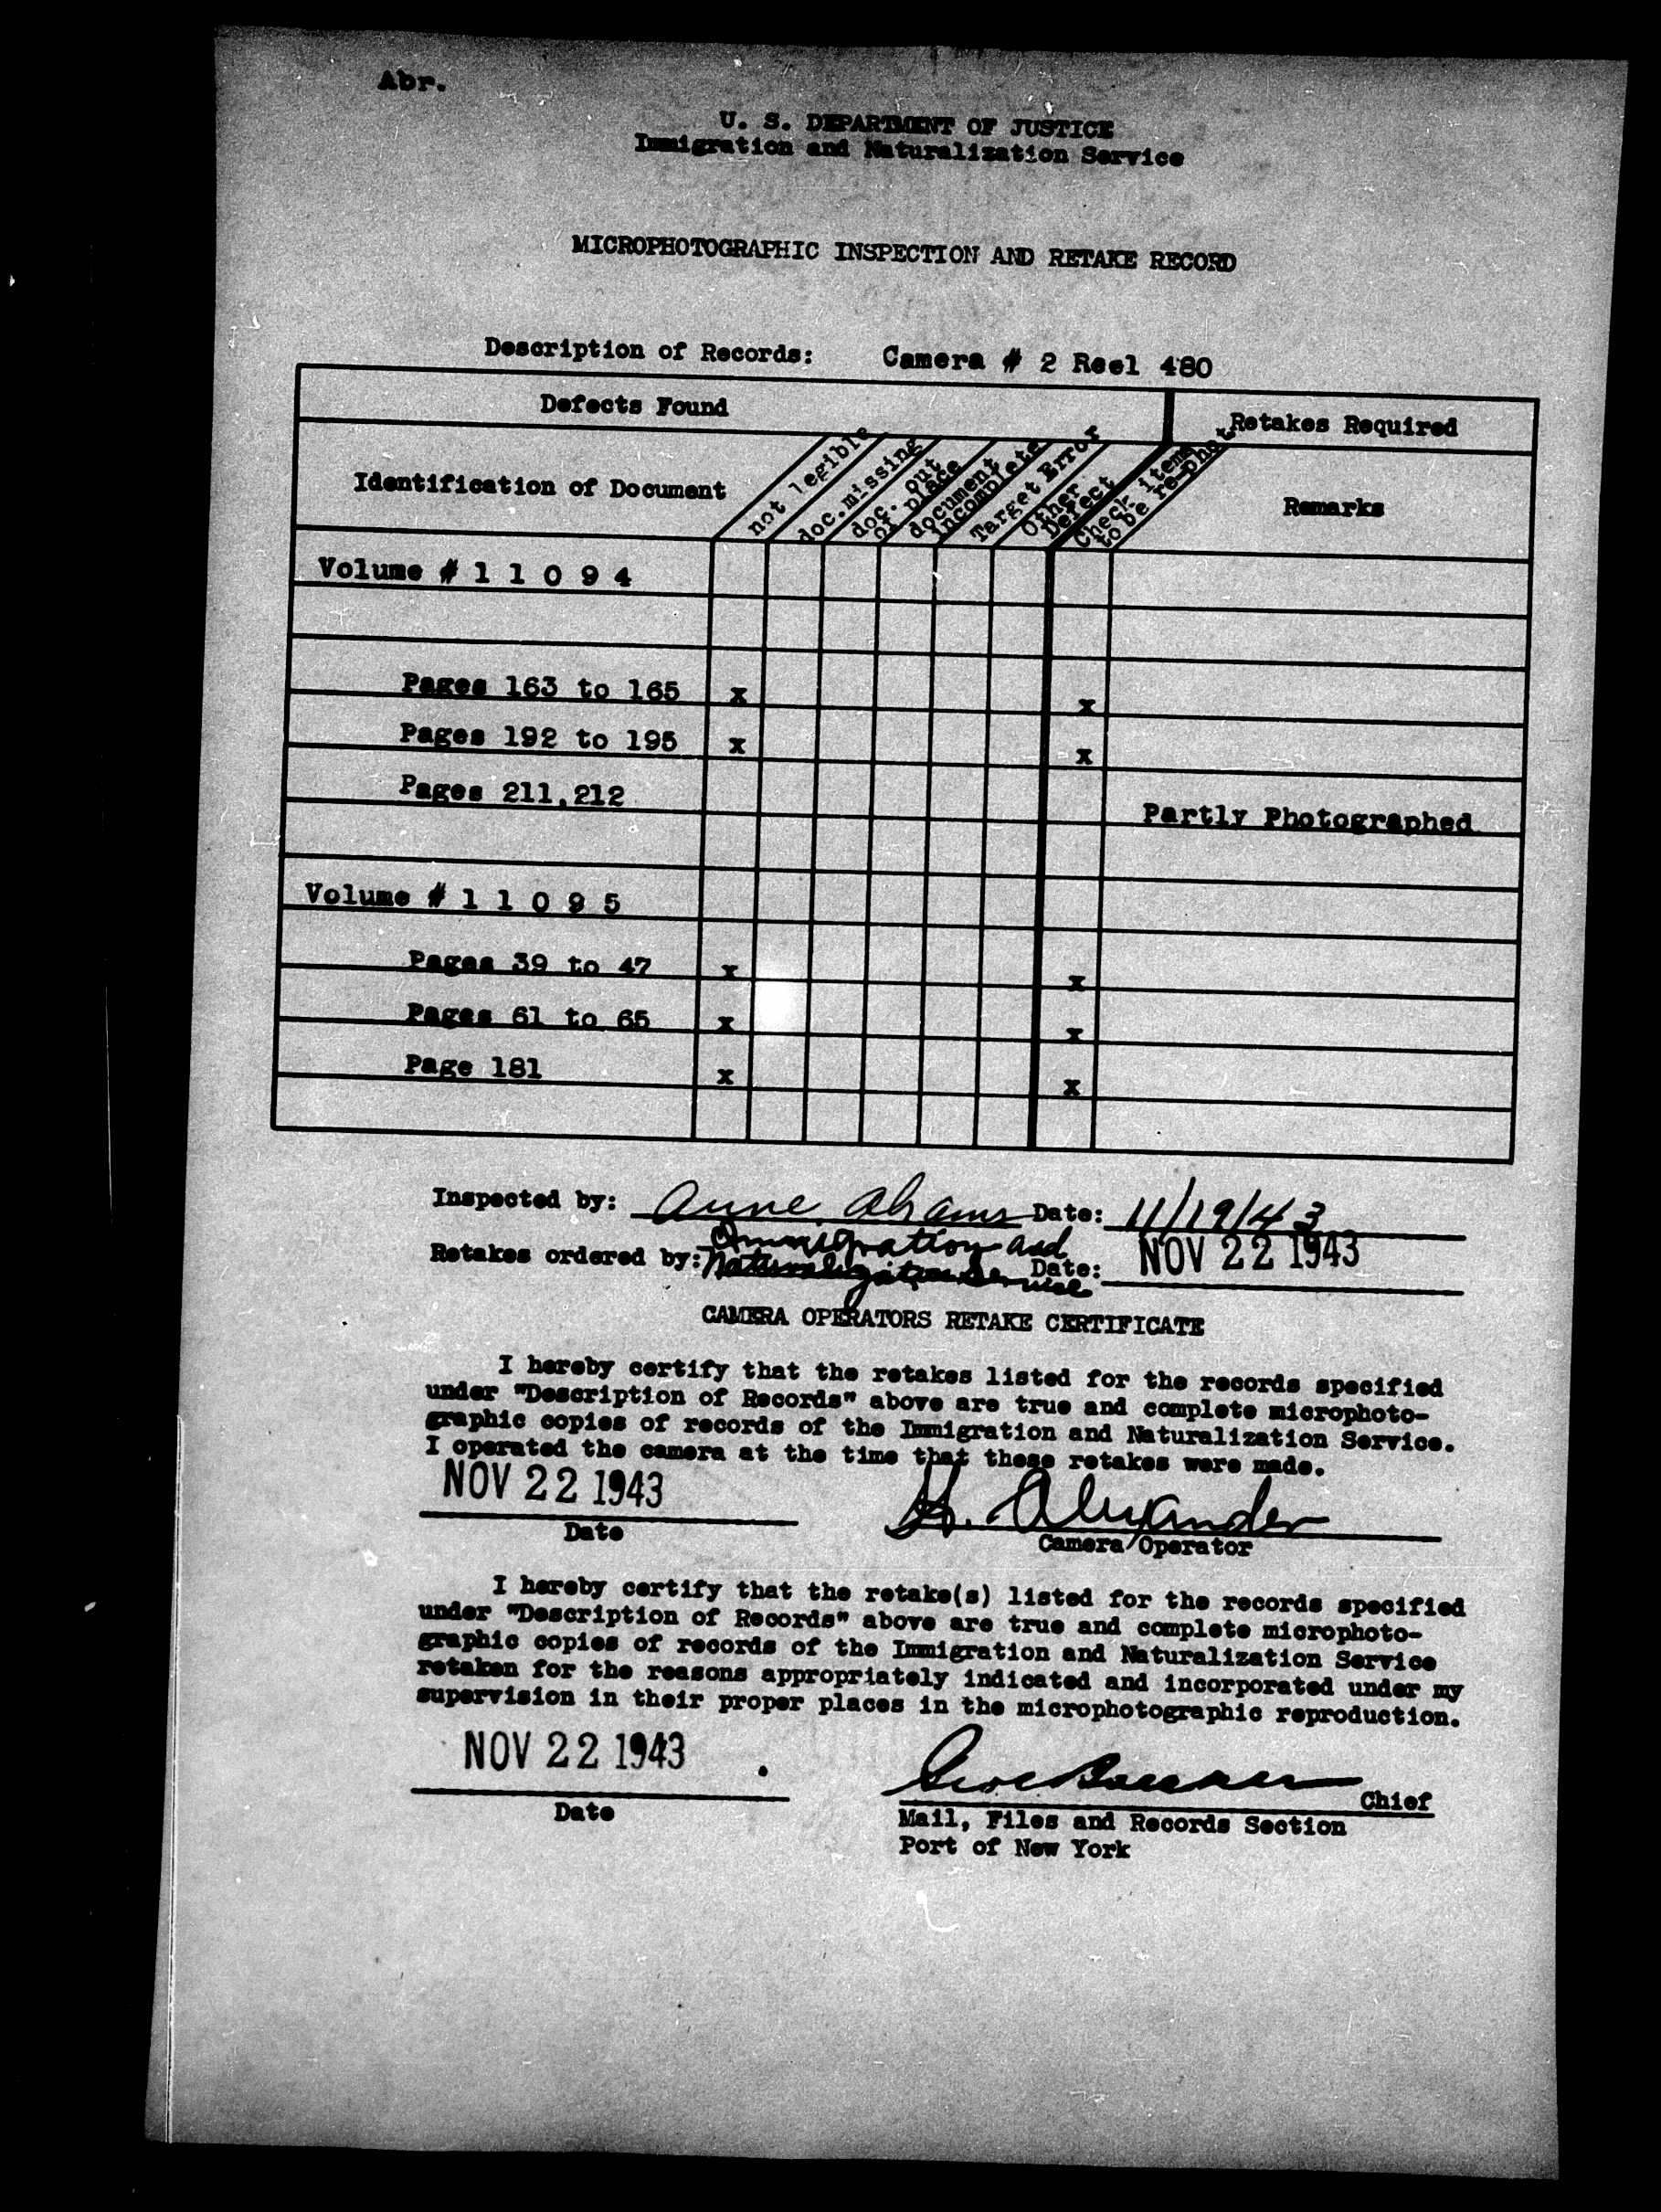 Abr.
U. S. DEPARTMENT OF JUSTICE
Immigration and Naturalization Service
MICROPHOTOGRAPHIC INSPECTION AND RETAKE RECORD
Description of Records: Camera # 2 Reel 480
Defects Found
Retakes Required
Identification of Document
not legible
doc. missing
doc. out
of place
document
incomplete
Target Error
Other
Defect
Check items
to be re-phot
Remarks
Volume # 1 1 0 9 4
Pages 163 to 165 x x
Pages 192 to 195 x x
Pages 211, 212 Partly Photographed
Volume # 1 1 0 9 5
Pages 39 to 47 x x
Pages 61 to 65 x x
Page 181 x x
Inspected by: Anne Abrams Date: 11/19/43
Immigration and
Retakes ordered by: Naturalization Service Date: NOV 22 1943
CAMERA OPERATORS RETAKE CERTIFICATE
I hereby certify that the retakes listed for the records specified
under "Description of Records" above are true and complete microphoto-
graphic copies of records of the Immigration and Naturalization Service.
I operated the camera at the time that these retakes were made.
NOV 22 1943 H. Alexander
Date Camera Operator
I hereby certify that the retake(s) listed for the records specified
under "Description of Records" above are true and complete microphoto-
graphic copies of records of the Immigration and Naturalization Service
retaken for the reasons appropriately indicated and incorporated under my
supervision in their proper places in the microphotographic reproduction.
NOV 22 1943
Chief
Date
Mail, Files and Records Section
Port of New York